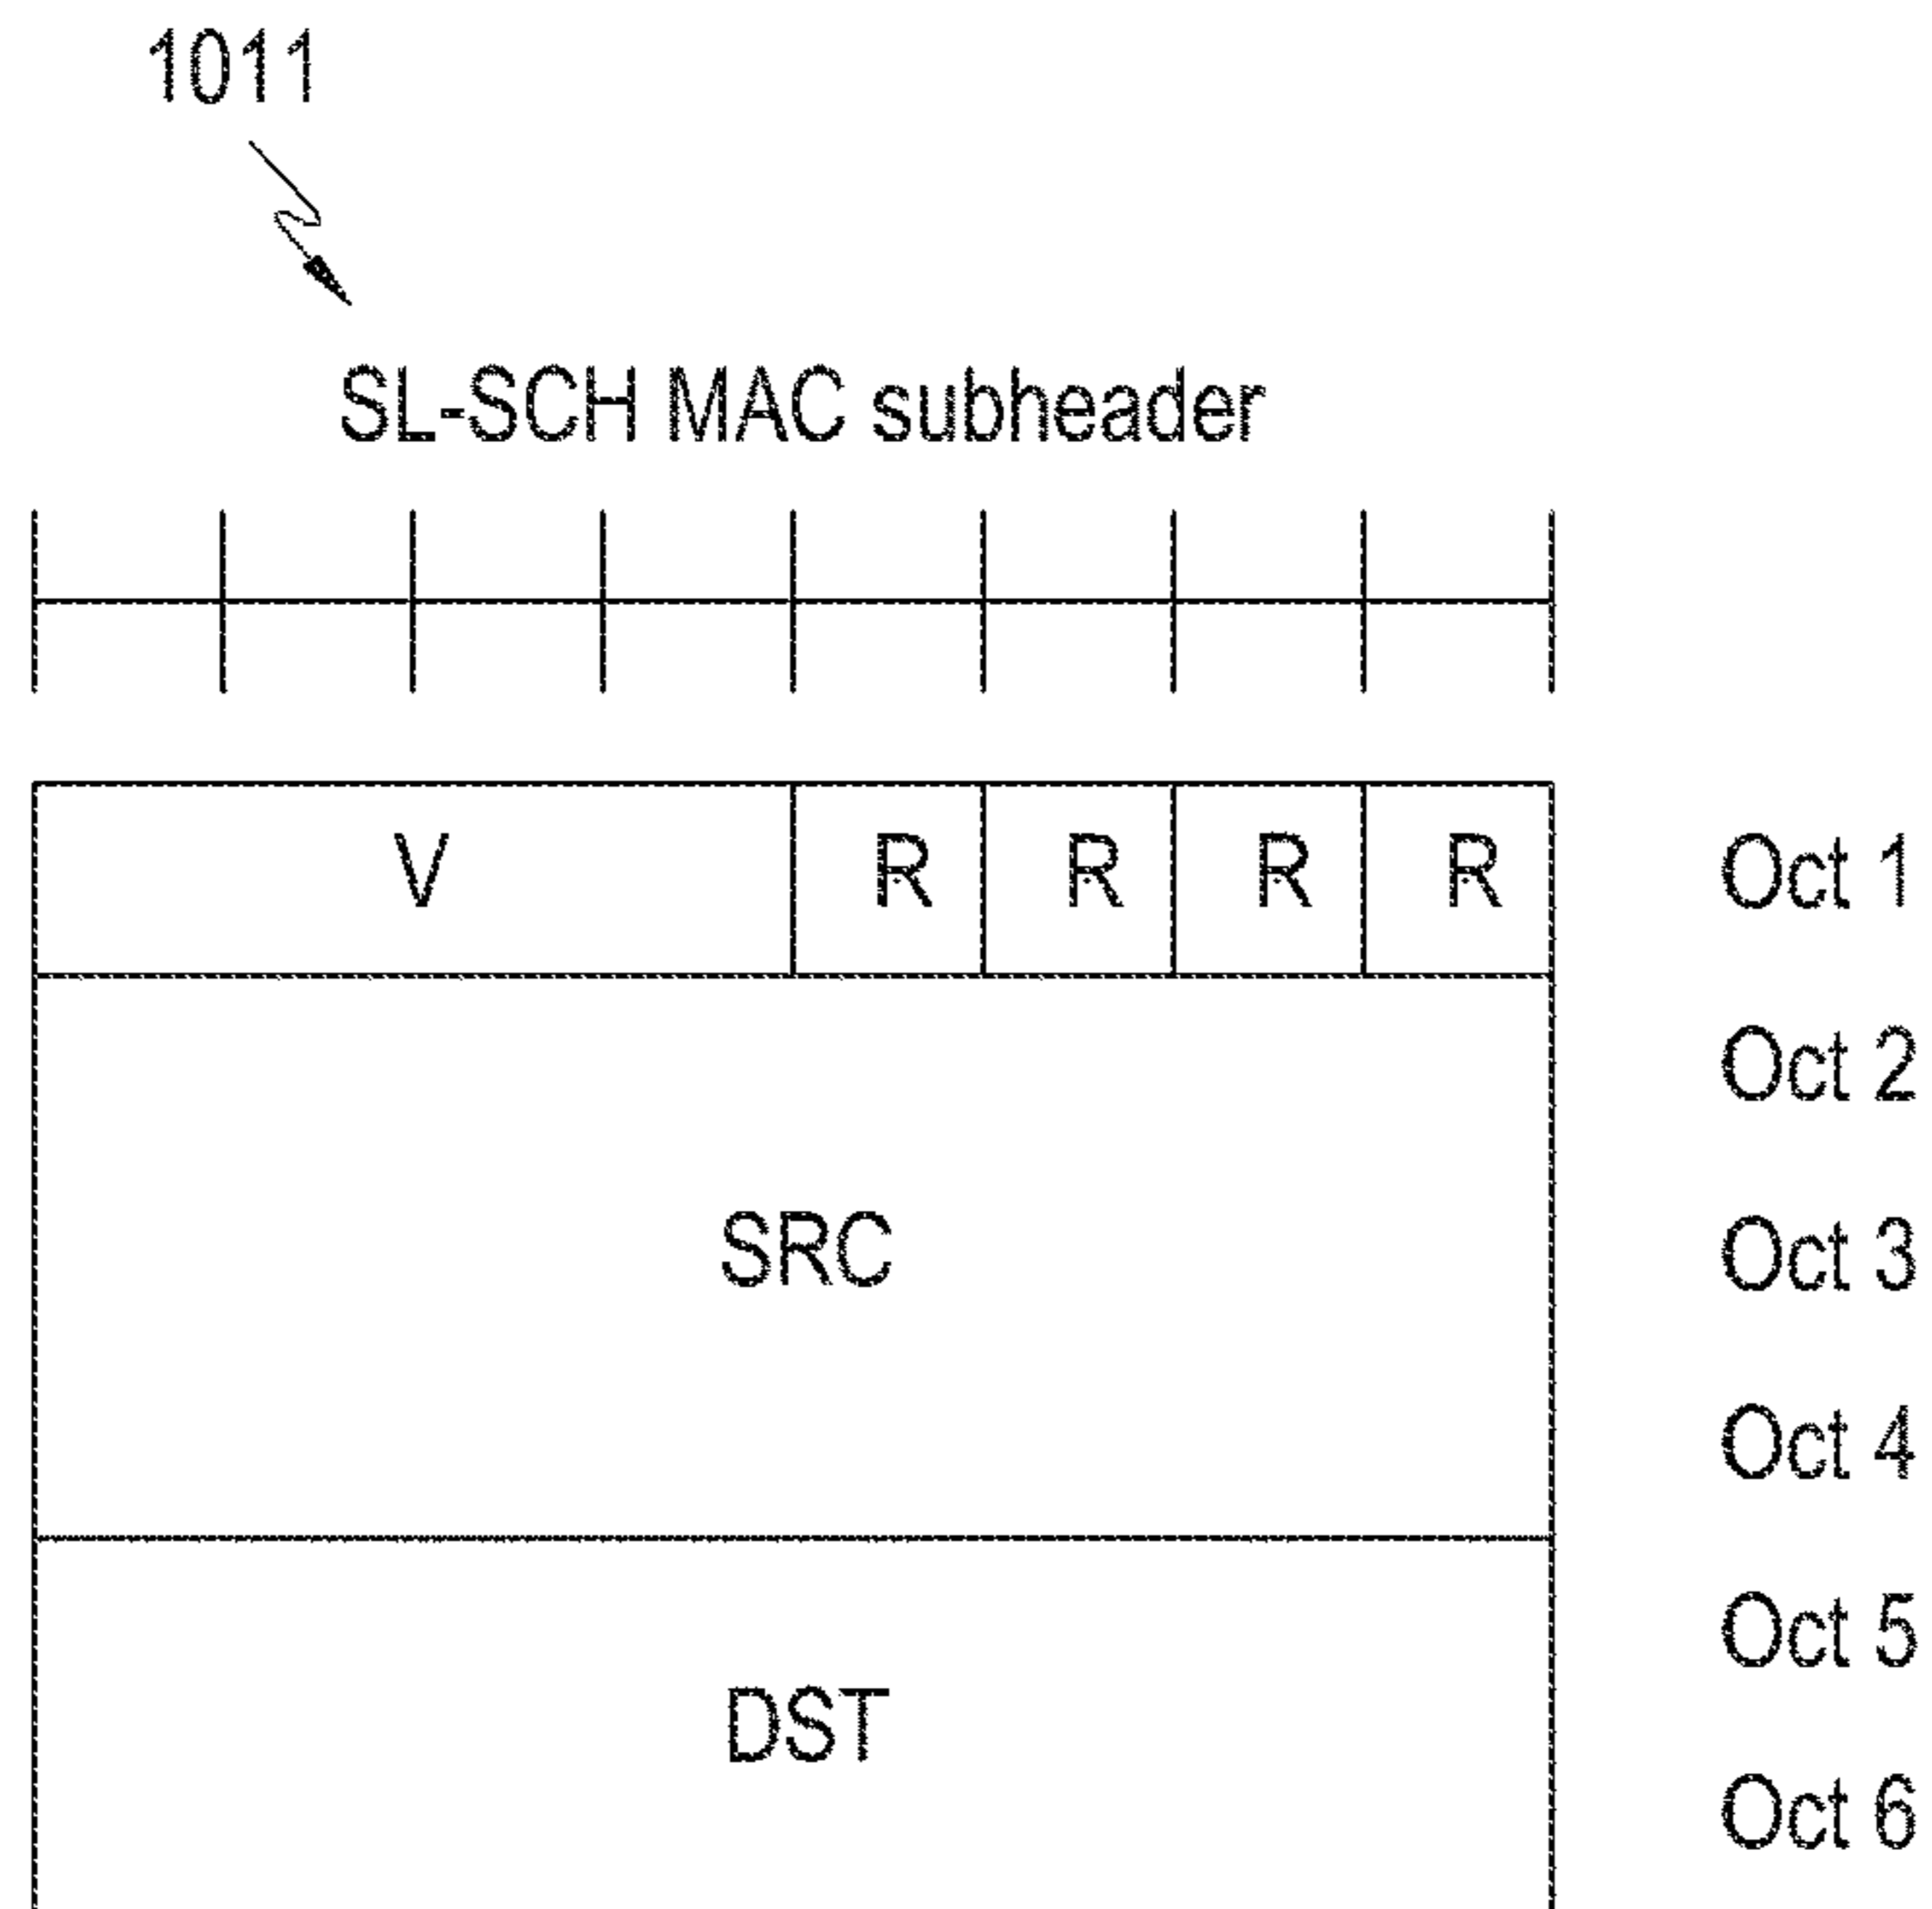 1011
SL-SCH MAC subheader
V R R R R Oct 1
Oct 2
SRC Oct 3
Oct 4
Oct 5
DST
Oct 6